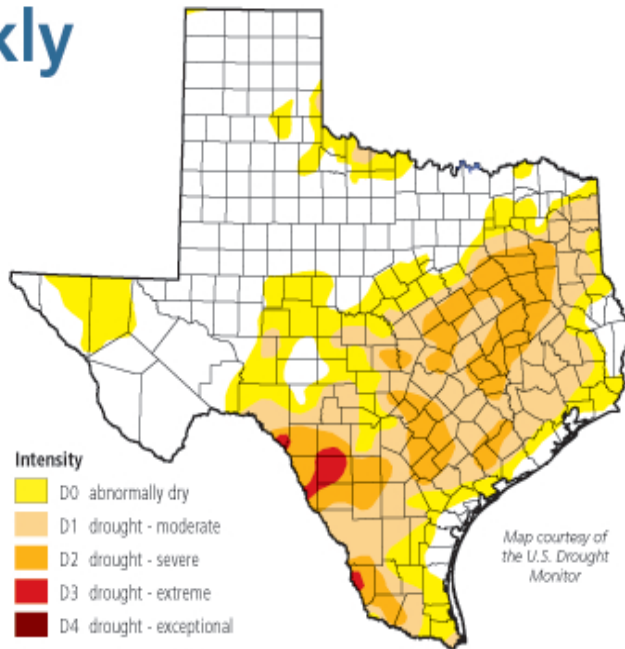 kly
Intensity
D0 abnormally dry
D1 drought - moderate
D2 drought - severe
D3 drought - extreme
D4 drought - exceptional
Map courtesy of
the U.S. Drought
Monitor